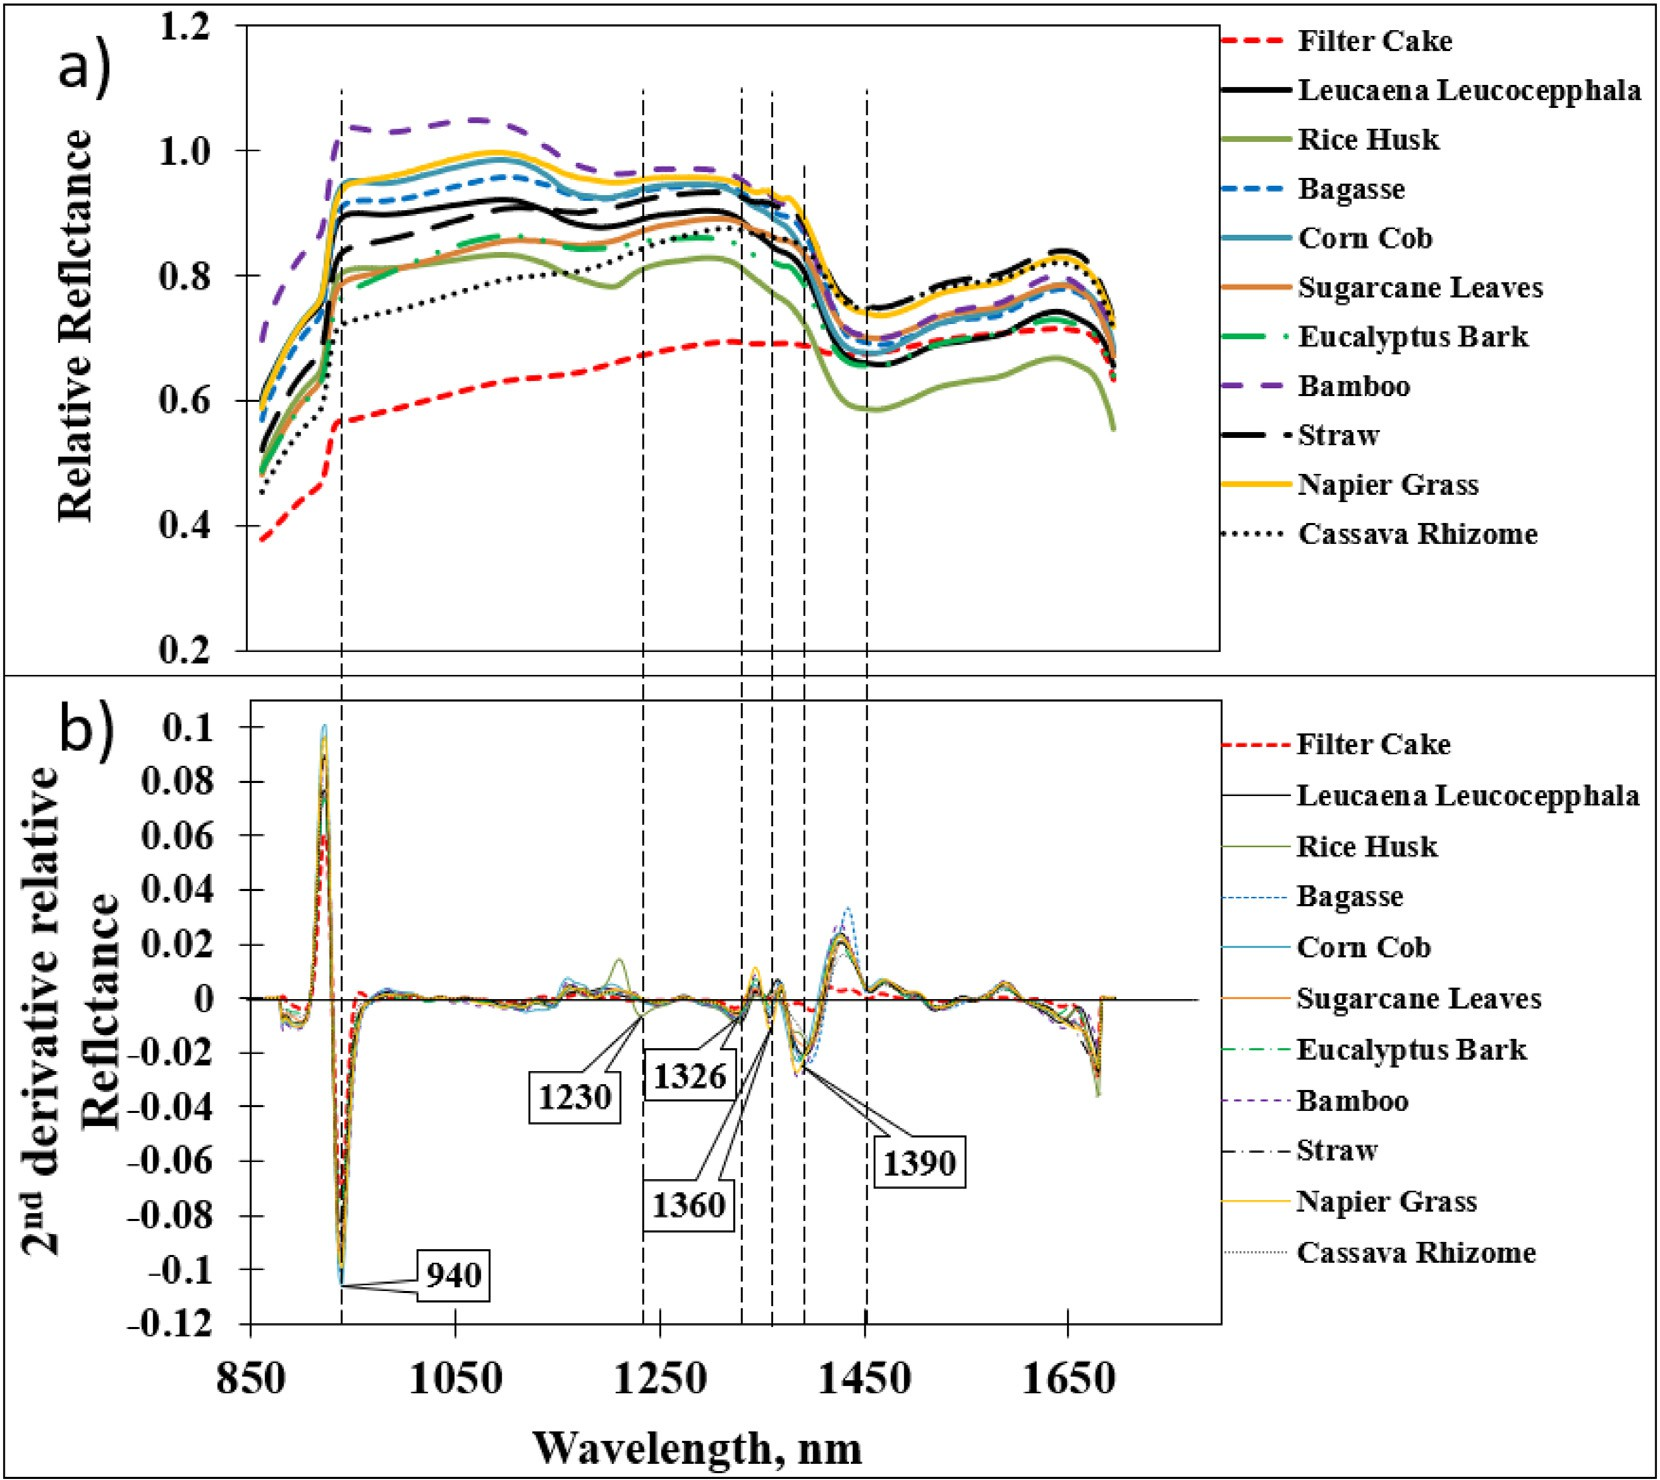 a)
Relative Reflctance
1.2
1.0
0.8
0.6
0.4
0.2
Filter Cake
Leucaena Leucocepphala
Rice Husk
Bagasse
Corn Cob
Sugarcane Leaves
Eucalyptus Bark
Bamboo
Straw
Napier Grass
Cassava Rhizome
b)
2nd derivative relative
Reflctance
0.1
0.08
0.06
0.04
0.02
0
-0.02
-0.04
-0.06
-0.08
-0.1
-0.12
1230
1326
1360
1390
940
Filter Cake
Leucaena Leucocepphala
Rice Husk
Bagasse
Corn Cob
Sugarcane Leaves
Eucalyptus Bark
Bamboo
Straw
Napier Grass
Cassava Rhizome
850 1050 1250 1450 1650
Wavelength, nm